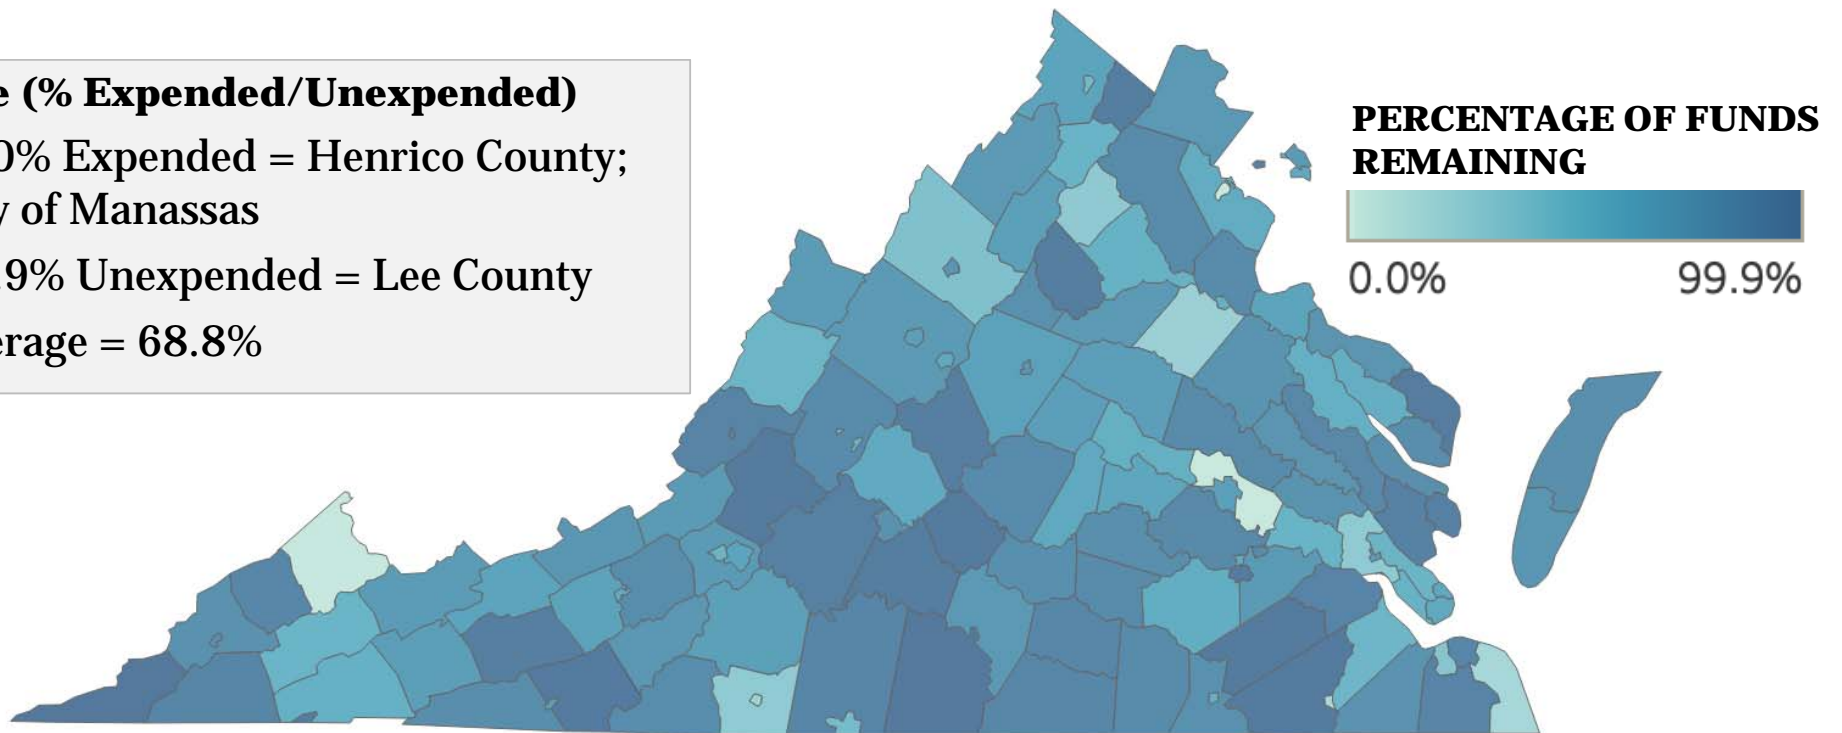 e (% Expended/Unexpended)
0% Expended = Henrico County;
y of Manassas
.9% Unexpended = Lee County
erage = 68.8%
PERCENTAGE OF FUNDS
REMAINING
0.0% 99.9%